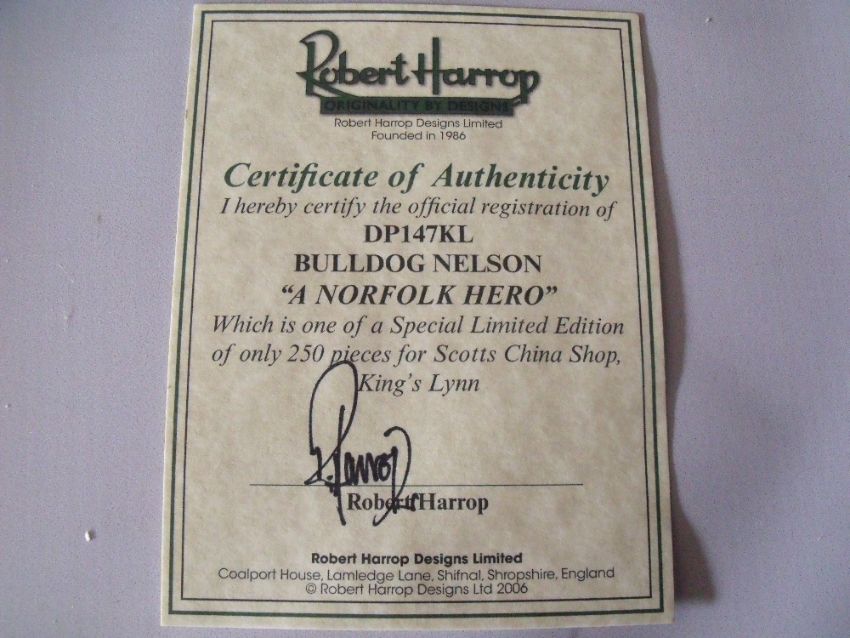 Robert Harrop
ORIGINALITY BY DESIGNS
Robert Harrop Designs Limited
Founded in 1986
Certificate of Authenticity
I hereby certify the official registration of
DP147KL
BULLDOG NELSON
“A NORFOLK HERO”
Which is one of a Special Limited Edition
of only 250 pieces for Scotts China Shop,
King's Lynn
R. Harrop
Robert Harrop
Robert Harrop Designs Limited
Coalport House, Lamledge Lane, Shifnal, Shropshire, England
© Robert Harrop Designs Ltd 2006